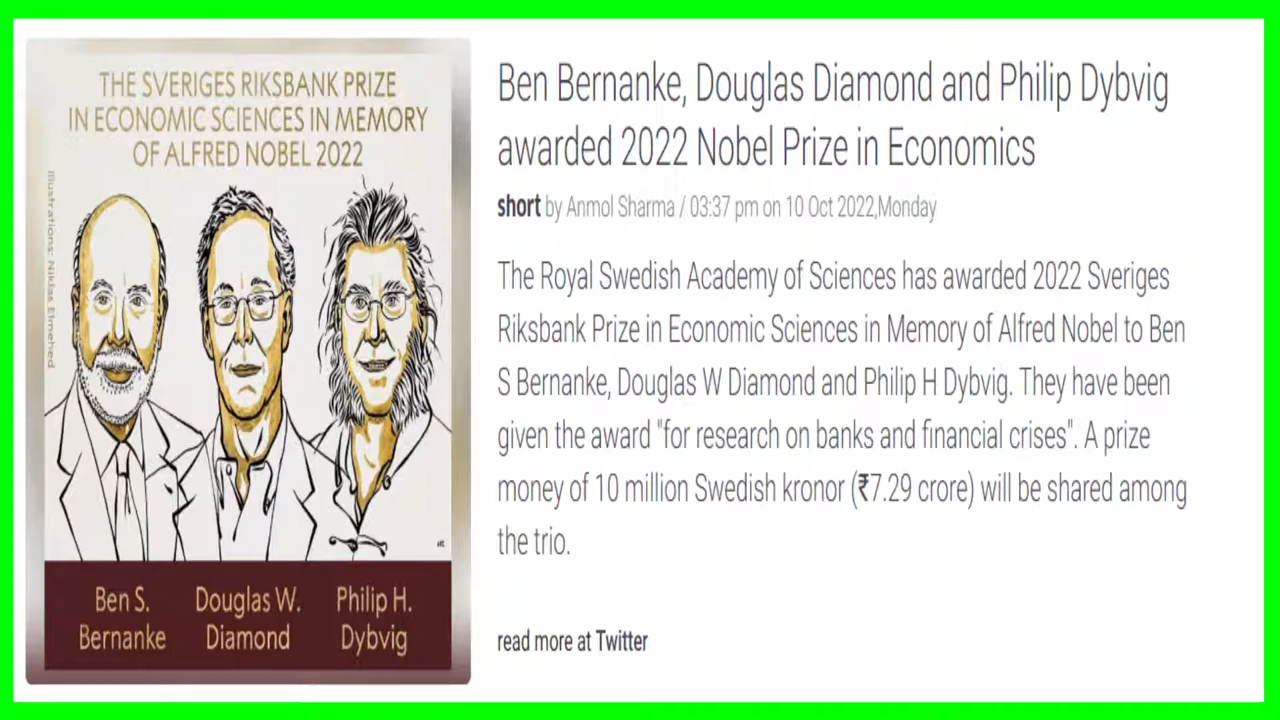 THE SVERIGES RIKSBANK PRIZE
IN ECONOMIC SCIENCES IN MEMORY
OF ALFRED NOBEL 2022
Illustrations: Niklas Elmehed
Ben S.
Bernanke
Douglas W.
Diamond
Philip H.
Dybvig
Ben Bernanke, Douglas Diamond and Philip Dybvig
awarded 2022 Nobel Prize in Economics
short by Anmol Sharma / 03:37 pm on 10 Oct 2022,Monday
The Royal Swedish Academy of Sciences has awarded 2022 Sveriges
Riksbank Prize in Economic Sciences in Memory of Alfred Nobel to Ben
S Bernanke, Douglas W Diamond and Philip H Dybvig. They have been
given the award "for research on banks and financial crises". A prize
money of 10 million Swedish kronor (₹7.29 crore) will be shared among
the trio.
read more at Twitter